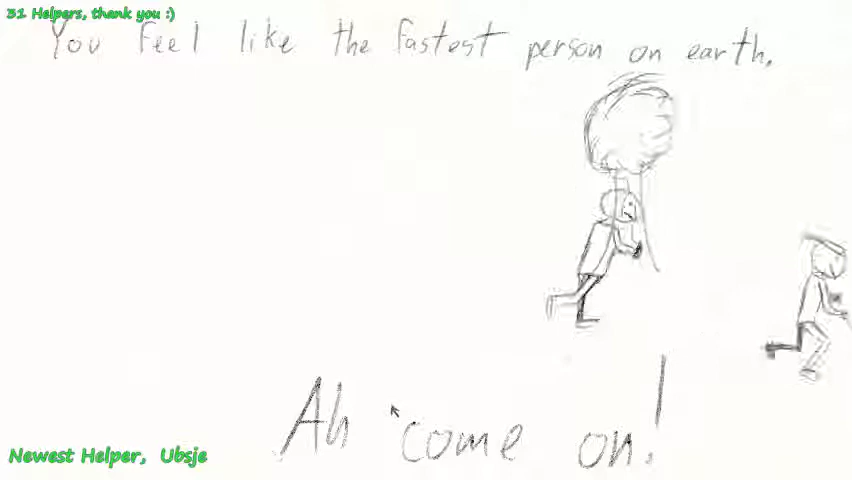 31 Helpers, thank you :)
You feel like the fastest person on earth.
Ah come on!
Newest Helper, Ubsje